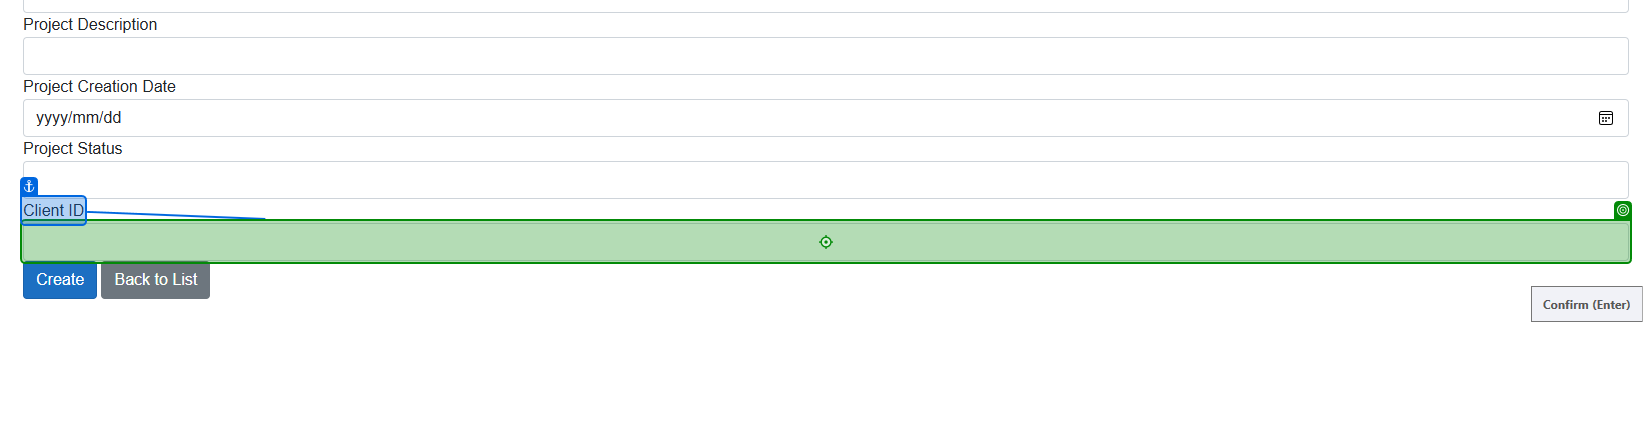 Project Description
Project Creation Date
yyyy/mm/dd
Project Status
Client ID
Create Back to List
Confirm (Enter)